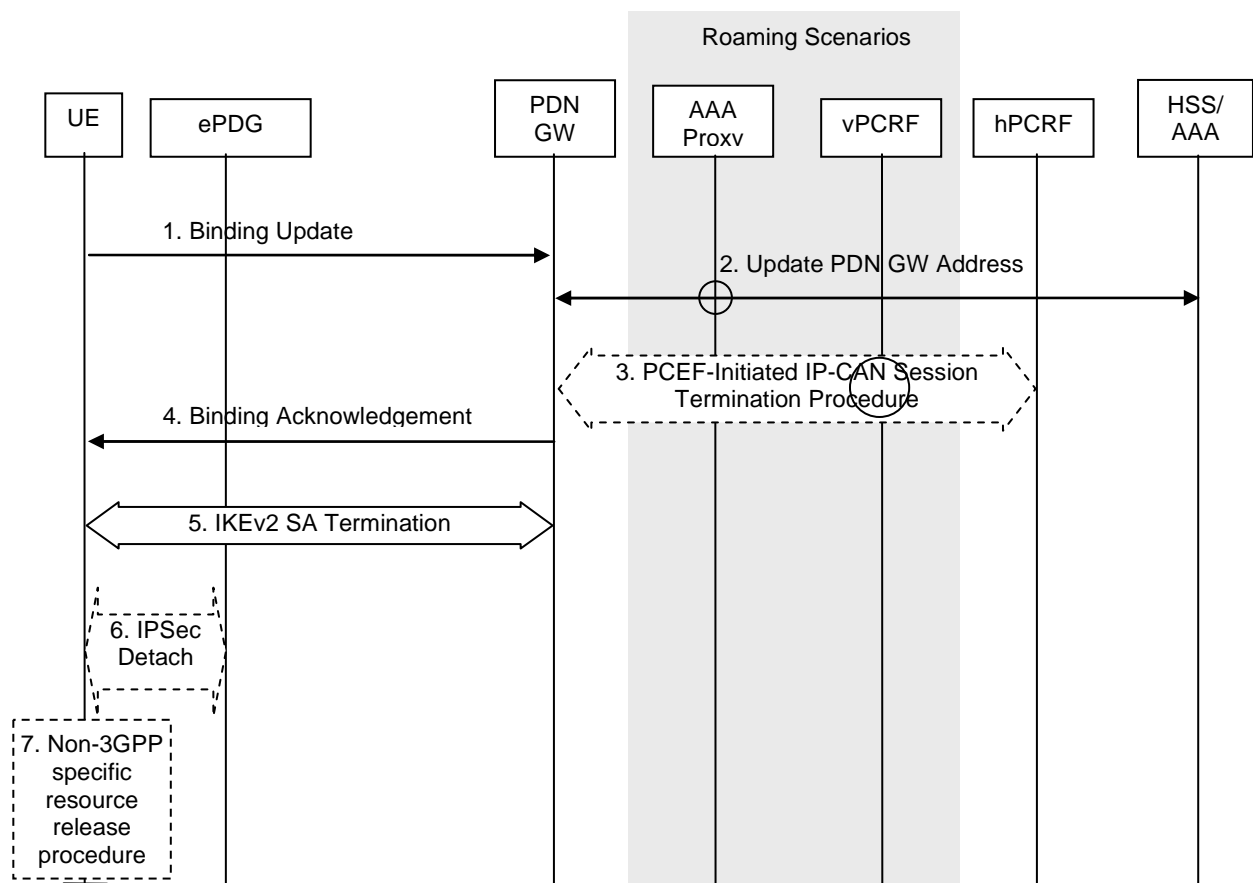 Roaming Scenarios
UE
ePDG
PDN
GW
AAA
Proxv
vPCRF
hPCRF
HSS/
AAA
1. Binding Update
2. Update PDN GW Address
3. PCEF-Initiated IP-CAN Session
Termination Procedure
4. Binding Acknowledgement
5. IKEv2 SA Termination
6. IPSec
Detach
7. Non-3GPP
specific
resource
release
procedure